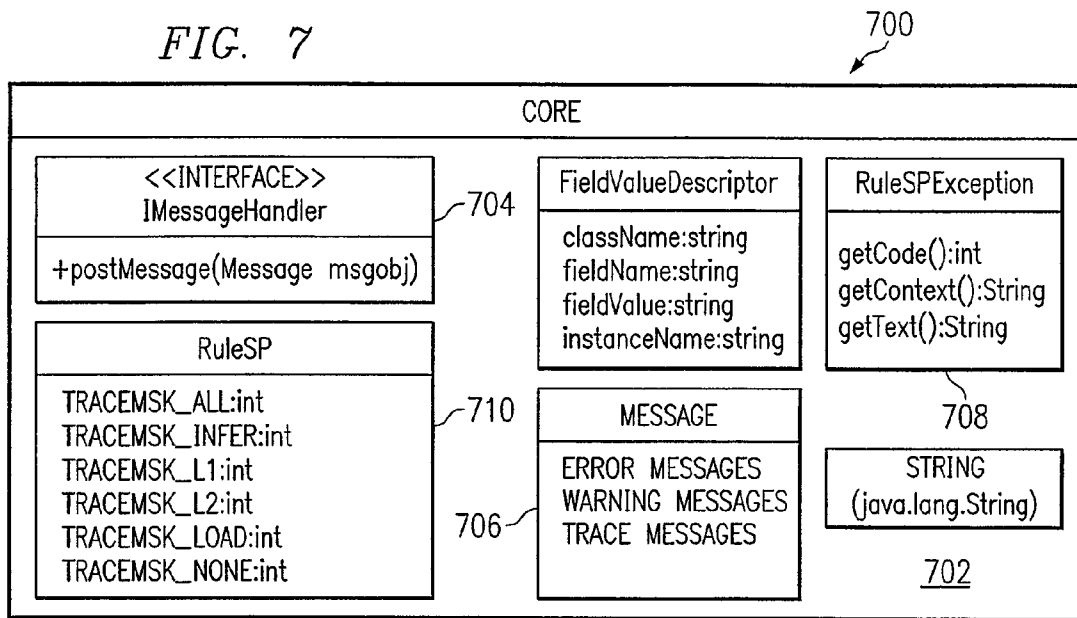 FIG. 7
700
CORE
<<INTERFACE>>
IMessageHandler
+postMessage(Message msgobj)
704
RuleSP
TRACEMSK_ALL:int
TRACEMSK_INFER:int
TRACEMSK_L1:int
TRACEMSK_L2:int
TRACEMSK_LOAD:int
TRACEMSK_NONE:int
710
FieldValueDescriptor
className:string
fieldName:string
fieldValue:string
instanceName:string
MESSAGE
ERROR MESSAGES
WARNING MESSAGES
TRACE MESSAGES
706
RuleSPException
getCode():int
getContext():String
getText():String
708
STRING
(java.lang.String)
702